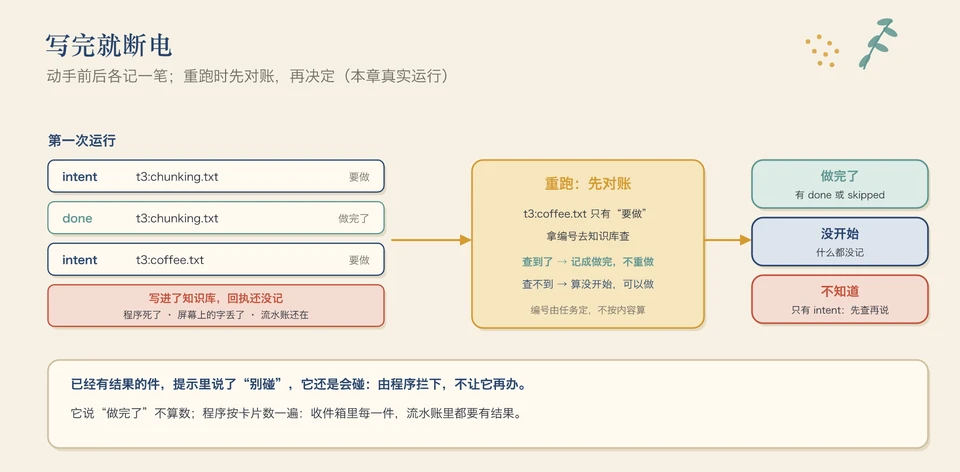 写完就断电
动手前后各记一笔；重跑时先对账，再决定（本章真实运行）
第一次运行
intent t3:chunking.txt 要做
done t3:chunking.txt 做完了
intent t3:coffee.txt 要做
写进了知识库，回执还没记
程序死了 · 屏幕上的字丢了 · 流水账还在
重跑：先对账
t3:coffee.txt 只有“要做”
拿编号去知识库查
查到了 → 记成做完，不重做
查不到 → 算没开始，可以做
编号由任务定，不按内容算
做完了
有 done 或 skipped
没开始
什么都没记
不知道
只有 intent：先查再说
已经有结果的件，提示里说了“别碰”，它还是会碰：由程序拦下，不让它再办。
它说“做完了”不算数；程序按卡片数一遍：收件箱里每一件，流水账里都要有结果。